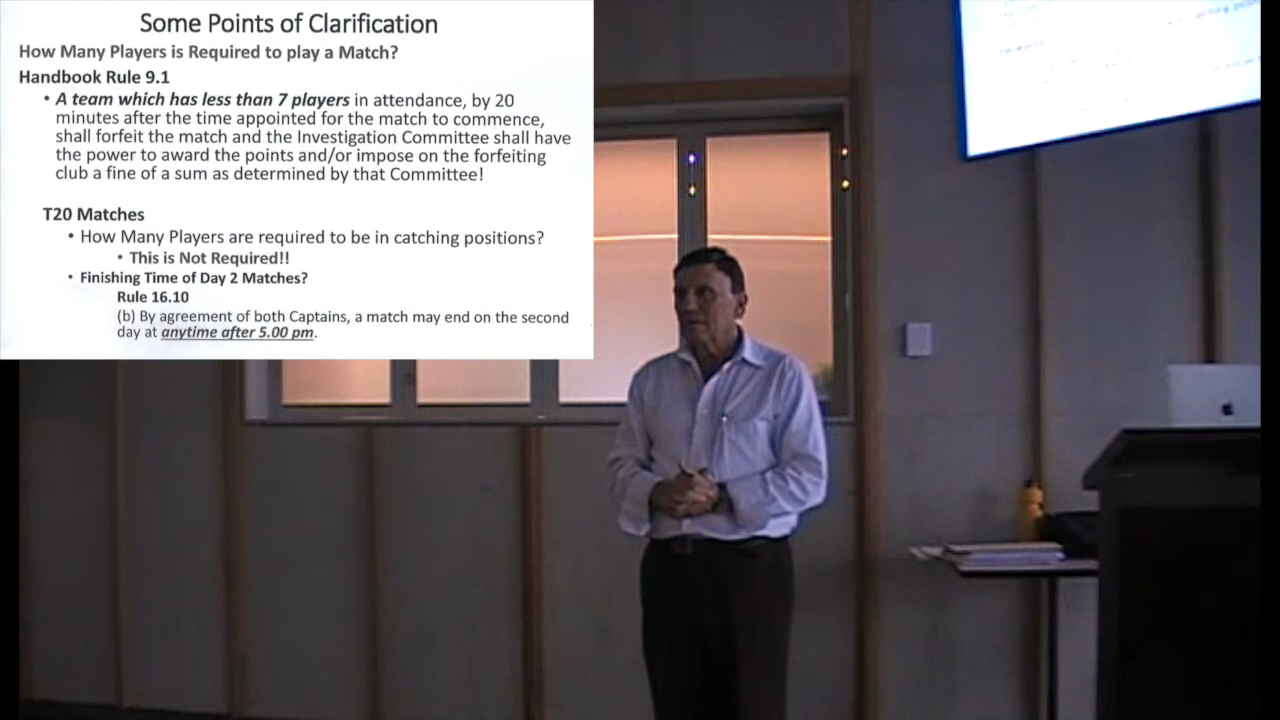 Some Points of Clarification
How Many Players is Required to play a Match?
Handbook Rule 9.1
• A team which has less than 7 players in attendance, by 20
minutes after the time appointed for the match to commence,
shall forfeit the match and the Investigation Committee shall have
the power to award the points and/or impose on the forfeiting
club a fine of a sum as determined by that Committee!
T20 Matches
• How Many Players are required to be in catching positions?
• This is Not Required!!
• Finishing Time of Day 2 Matches?
Rule 16.10
(b) By agreement of both Captains, a match may end on the second
day at anytime after 5.00 pm.